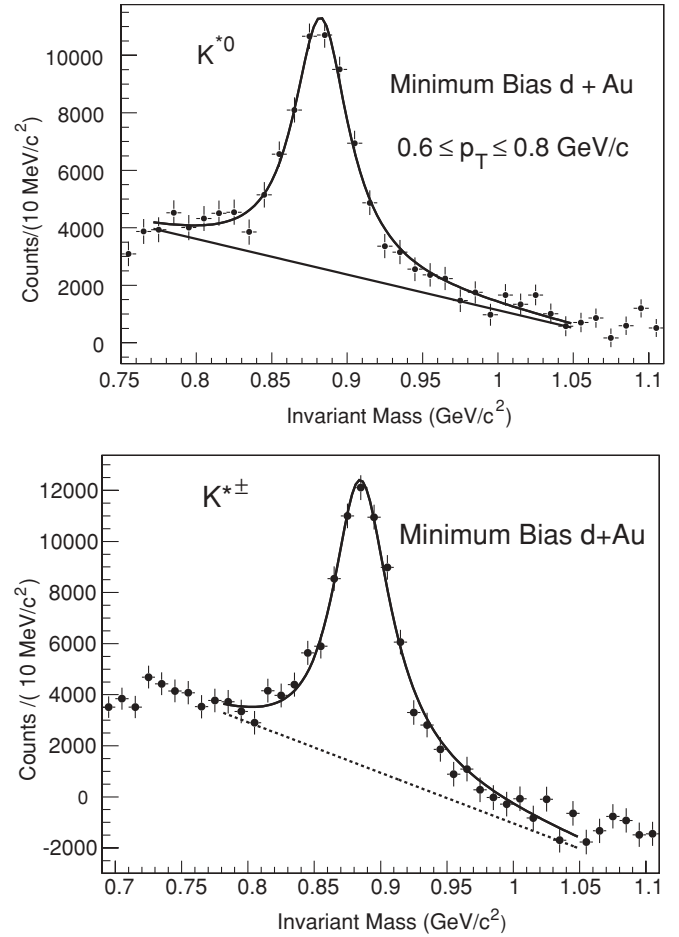 K*0
Minimum Bias d + Au
0.6 ≤ p_T ≤ 0.8 GeV/c
Counts/(10 MeV/c²)
10000
8000
6000
4000
2000
0
0.75 0.8 0.85 0.9 0.95 1 1.05 1.1
Invariant Mass (GeV/c²)
K*±
Minimum Bias d+Au
Counts /( 10 MeV/c²)
12000
10000
8000
6000
4000
2000
0
-2000
0.7 0.75 0.8 0.85 0.9 0.95 1 1.05 1.1
Invariant Mass (GeV/c²)